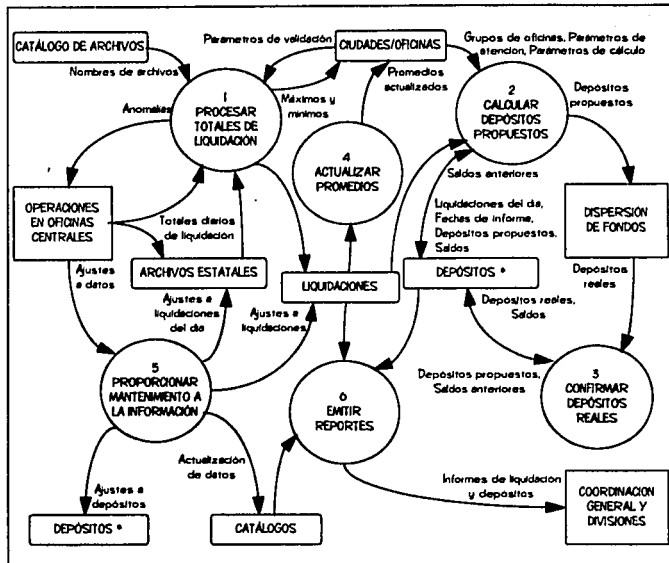 CATÁLOGO DE ARCHIVOS
Parámetros de validación
CIUDADES/OFICINAS
Grupos de oficinas, Parámetros de
atención, Parámetros de cálculo
Nombres de archivos
Promedios
actualizados
Anomalías
1
PROCESAR
TOTALES DE
LIQUIDACIÓN
Máximos y
mínimos
2
CALCULAR
DEPÓSITOS
PROPUESTOS
Depósitos
propuestos
4
ACTUALIZAR
PROMEDIOS
Saldos anteriores
OPERACIONES
EN OFICINAS
CENTRALES
Totales diarios
de liquidación
Liquidaciones del día,
Fechas de informe,
Depósitos propuestos,
Saldos
DISPERSIÓN
DE FONDOS
Ajustes
a datos
ARCHIVOS ESTATALES
LIQUIDACIONES
DEPÓSITOS *
Depósitos
reales
Ajustes a
liquidaciones
del día
Ajustes a
liquidaciones
Depósitos reales,
Saldos
5
PROPORCIONAR
MANTENIMIENTO A
LA INFORMACIÓN
6
EMITIR
REPORTES
Depósitos propuestos,
Saldos anteriores
3
CONFIRMAR
DEPÓSITOS
REALES
Actualización
de datos
Ajustes a
depósitos
Informes de liquidación
y depósitos
COORDINACION
GENERAL Y
DIVISIONES
DEPÓSITOS *
CATÁLOGOS